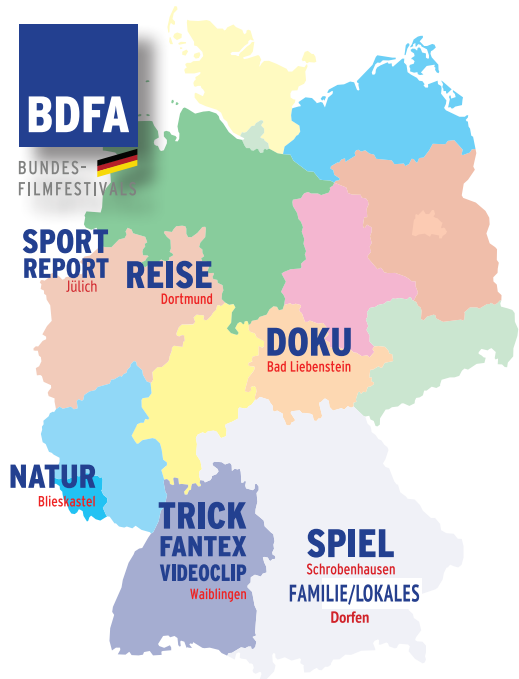 BDFA
BUNDES-
FILMFESTIVALS
SPORT
REPORT
Jülich
REISE
Dortmund
DOKU
Bad Liebenstein
NATUR
Blieskastel
TRICK
FANTEX
VIDEOCLIP
Waiblingen
SPIEL
Schrobenhausen
FAMILIE/LOKALES
Dorfen